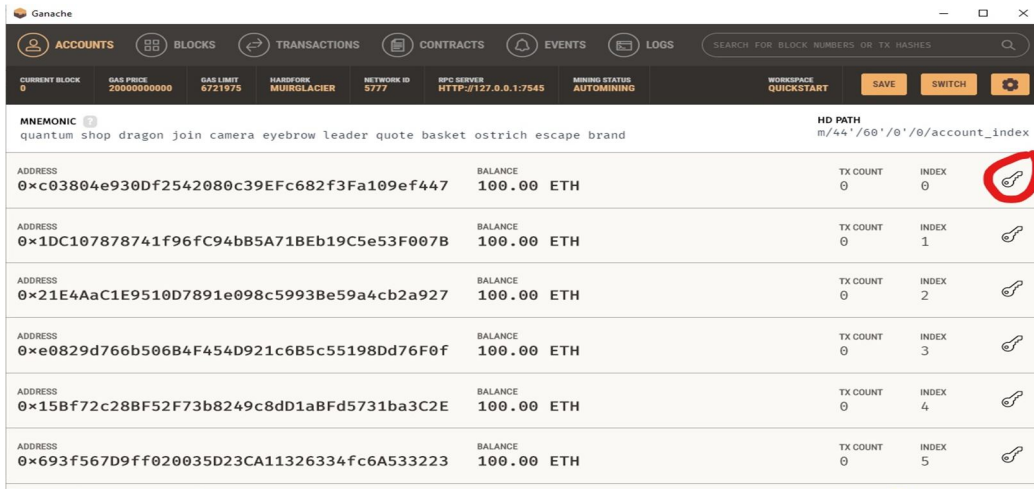 Ganache
ACCOUNTS BLOCKS TRANSACTIONS CONTRACTS EVENTS LOGS SEARCH FOR BLOCK NUMBERS OR TX HASHES
CURRENT BLOCK GAS PRICE GAS LIMIT HARDFORK NETWORK ID RPC SERVER MINING STATUS WORKSPACE
0 20000000000 6721975 MUIRGLACIER 5777 HTTP://127.0.0.1:7545 AUTOMINING QUICKSTART SAVE SWITCH
MNEMONIC ? HD PATH
quantum shop dragon join camera eyebrow leader quote basket ostrich escape brand m/44'/60'/0'/0/account_index
ADDRESS BALANCE TX COUNT INDEX
0×c03804e930Df2542080c39EFc682f3Fa109ef447 100.00 ETH 0 0
ADDRESS BALANCE TX COUNT INDEX
0×1DC107878741f96fC94bB5A71BEb19C5e53F007B 100.00 ETH 0 1
ADDRESS BALANCE TX COUNT INDEX
0×21E4AaC1E9510D7891e098c5993Be59a4cb2a927 100.00 ETH 0 2
ADDRESS BALANCE TX COUNT INDEX
0×e0829d766b506B4F454D921c6B5c55198Dd76F0f 100.00 ETH 0 3
ADDRESS BALANCE TX COUNT INDEX
0×15Bf72c28BF52F73b8249c8dD1aBFd5731ba3C2E 100.00 ETH 0 4
ADDRESS BALANCE TX COUNT INDEX
0×693f567D9ff020035D23CA11326334fc6A533223 100.00 ETH 0 5